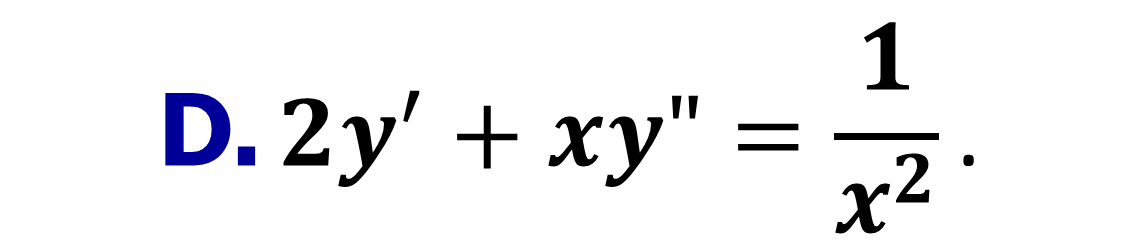 D. 2y′ + xy" = 1/x².